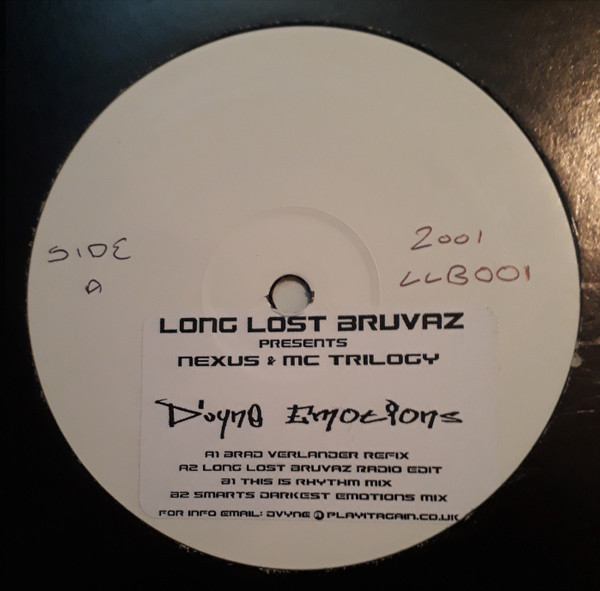 SIDE
A
2001
LLB001
LONG LOST BRUVAZ
PRESENTS
NEXUS & MC TRILOGY
D'vyne Emotions
A1 BRAD VERLANDER REFIX
A2 LONG LOST BRUVAZ RADIO EDIT
B1 THIS IS RHYTHM MIX
B2 SMARTS DARKEST EMOTIONS MIX
FOR INFO EMAIL: DVYNE @ PLAYITAGAIN.CO.UK